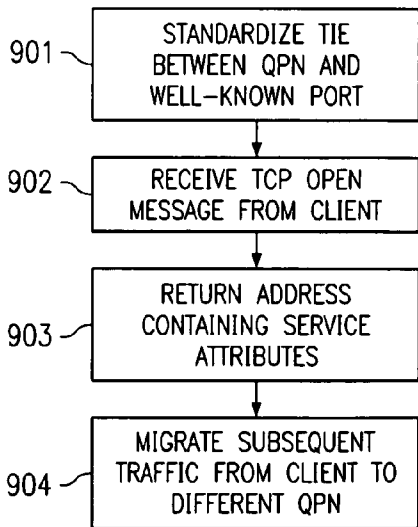 901
STANDARDIZE TIE
BETWEEN QPN AND
WELL-KNOWN PORT
902
RECEIVE TCP OPEN
MESSAGE FROM CLIENT
903
RETURN ADDRESS
CONTAINING SERVICE
ATTRIBUTES
904
MIGRATE SUBSEQUENT
TRAFFIC FROM CLIENT TO
DIFFERENT QPN